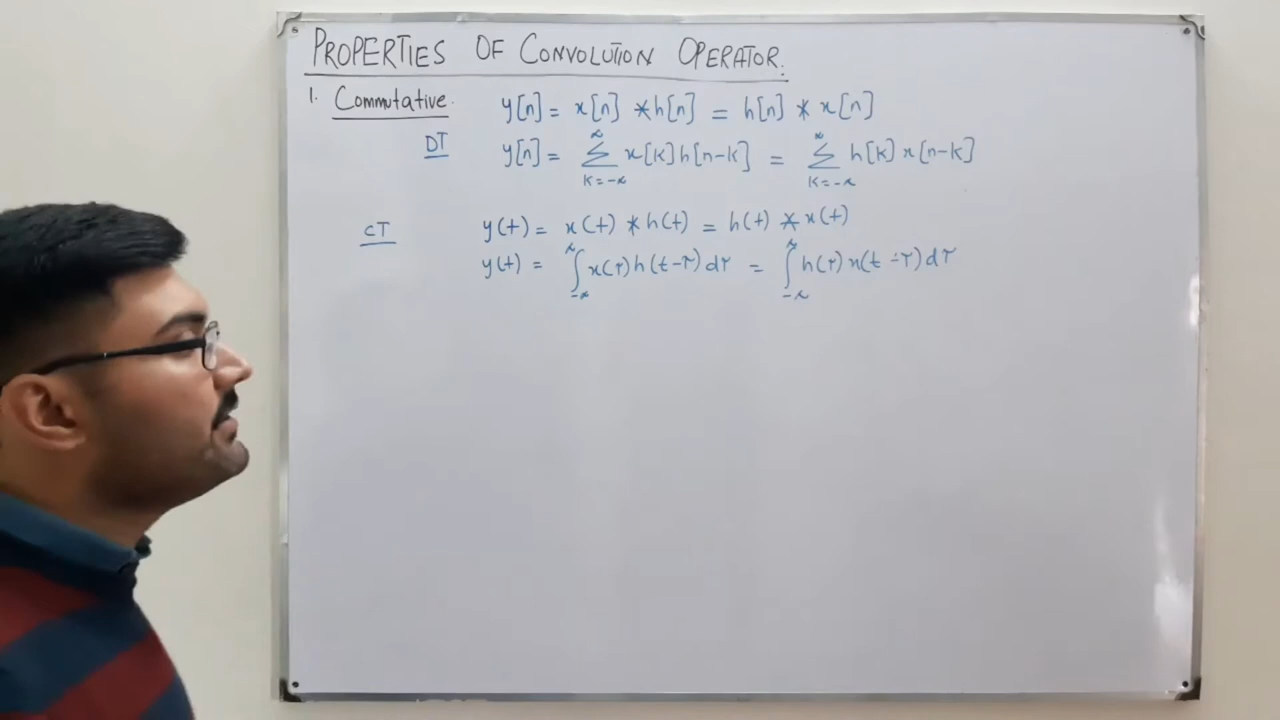 PROPERTIES OF CONVOLUTION OPERATOR.
1. Commutative. y[n] = x[n] * h[n] = h[n] * x[n]
DT y[n] = ∑_{k=-∞}^{∞} x[k]h[n-k] = ∑_{k=-∞}^{∞} h[k]x[n-k]
CT y(t) = x(t) * h(t) = h(t) * x(t)
y(t) = ∫_{-∞}^{∞} x(τ)h(t-τ)dτ = ∫_{-∞}^{∞} h(τ)x(t-τ)dτ